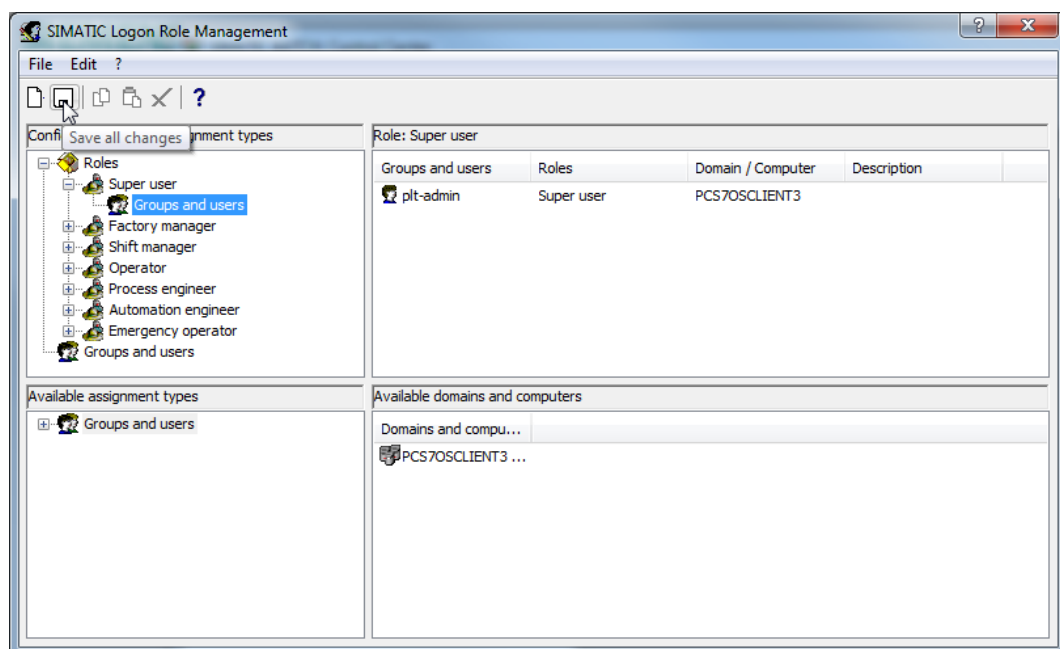 SIMATIC Logon Role Management
File Edit ?
?
Save all changes
Confi gnment types
Roles
Super user
Groups and users
Factory manager
Shift manager
Operator
Process engineer
Automation engineer
Emergency operator
Groups and users
Role: Super user
Groups and users Roles Domain / Computer Description
plt-admin Super user PCS7OSCLIENT3
Available assignment types
Groups and users
Available domains and computers
Domains and compu...
PCS7OSCLIENT3 ...